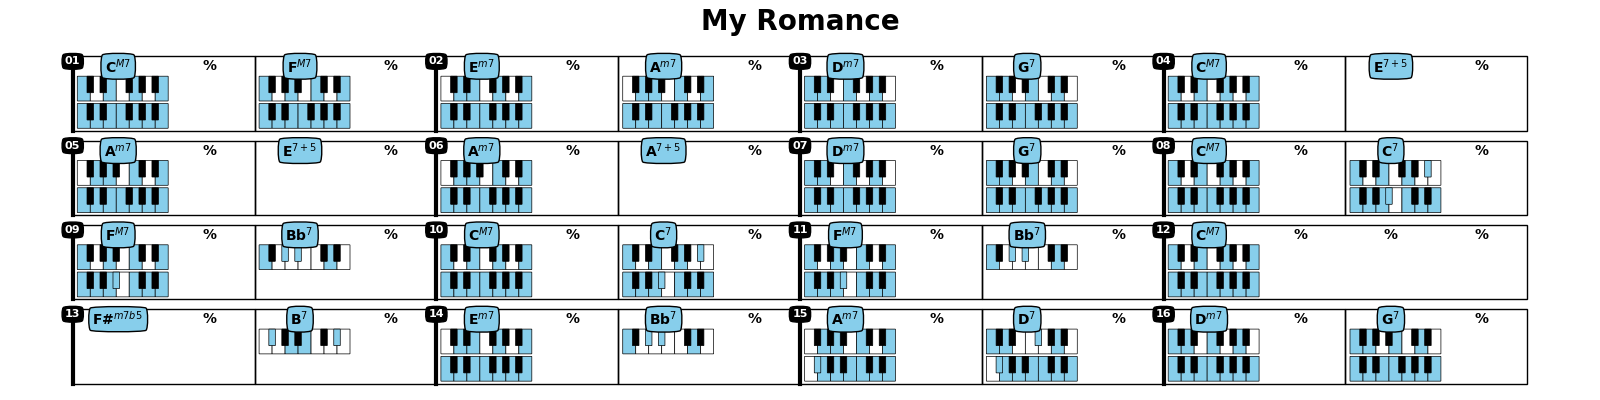 My Romance
01 C^M7 % F^M7 % 02 E^m7 % A^m7 % 03 D^m7 % G^7 % 04 C^M7 % E^7+5 %
05 A^m7 % E^7+5 % 06 A^m7 % A^7+5 % 07 D^m7 % G^7 % 08 C^M7 % C^7 %
09 F^M7 % Bb^7 % 10 C^M7 % C^7 % 11 F^M7 % Bb^7 % 12 C^M7 % % %
13 F#^m7b5 % B^7 % 14 E^m7 % Bb^7 % 15 A^m7 % D^7 % 16 D^m7 % G^7 %